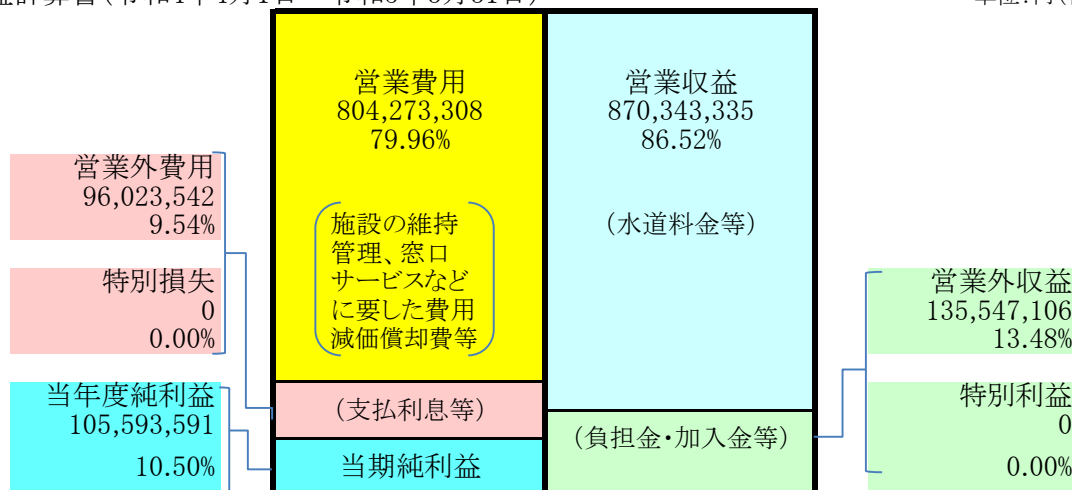 営業費用
804,273,308
79.96%
施設の維持
管理、窓口
サービスなど
に要した費用
減価償却費等
営業収益
870,343,335
86.52%
(水道料金等)
営業外費用
96,023,542
9.54%
特別損失
0
0.00%
当年度純利益
105,593,591
10.50%
(支払利息等)
当期純利益
(負担金・加入金等)
営業外収益
135,547,106
13.48%
特別利益
0
0.00%